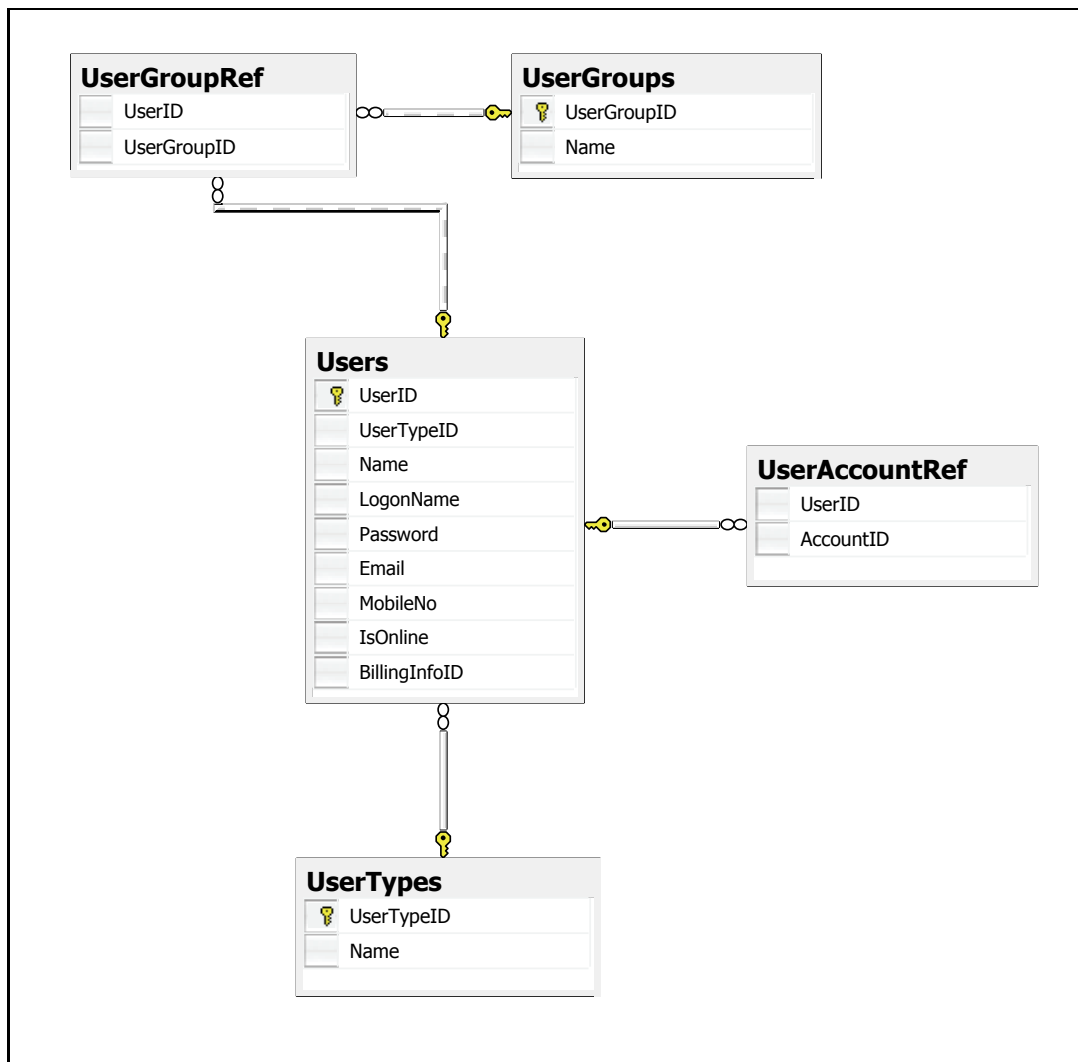 UserGroupRef
UserID
UserGroupID
UserGroups
UserGroupID
Name
Users
UserID
UserTypeID
Name
LogonName
Password
Email
MobileNo
IsOnline
BillingInfoID
UserAccountRef
UserID
AccountID
UserTypes
UserTypeID
Name